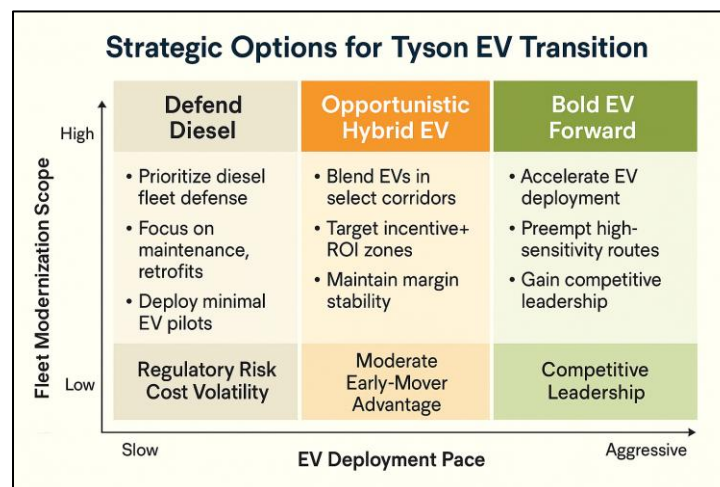 Strategic Options for Tyson EV Transition
Fleet Modernization Scope
High
Low
Defend
Diesel
• Prioritize diesel
fleet defense
• Focus on
maintenance,
retrofits
• Deploy minimal
EV pilots
Regulatory Risk
Cost Volatility
Opportunistic
Hybrid EV
• Blend EVs in
select corridors
• Target incentive+
ROI zones
• Maintain margin
stability
Moderate
Early-Mover
Advantage
Bold EV
Forward
• Accelerate EV
deployment
• Preempt high-
sensitivity routes
• Gain competitive
leadership
Competitive
Leadership
Slow
EV Deployment Pace
Aggressive